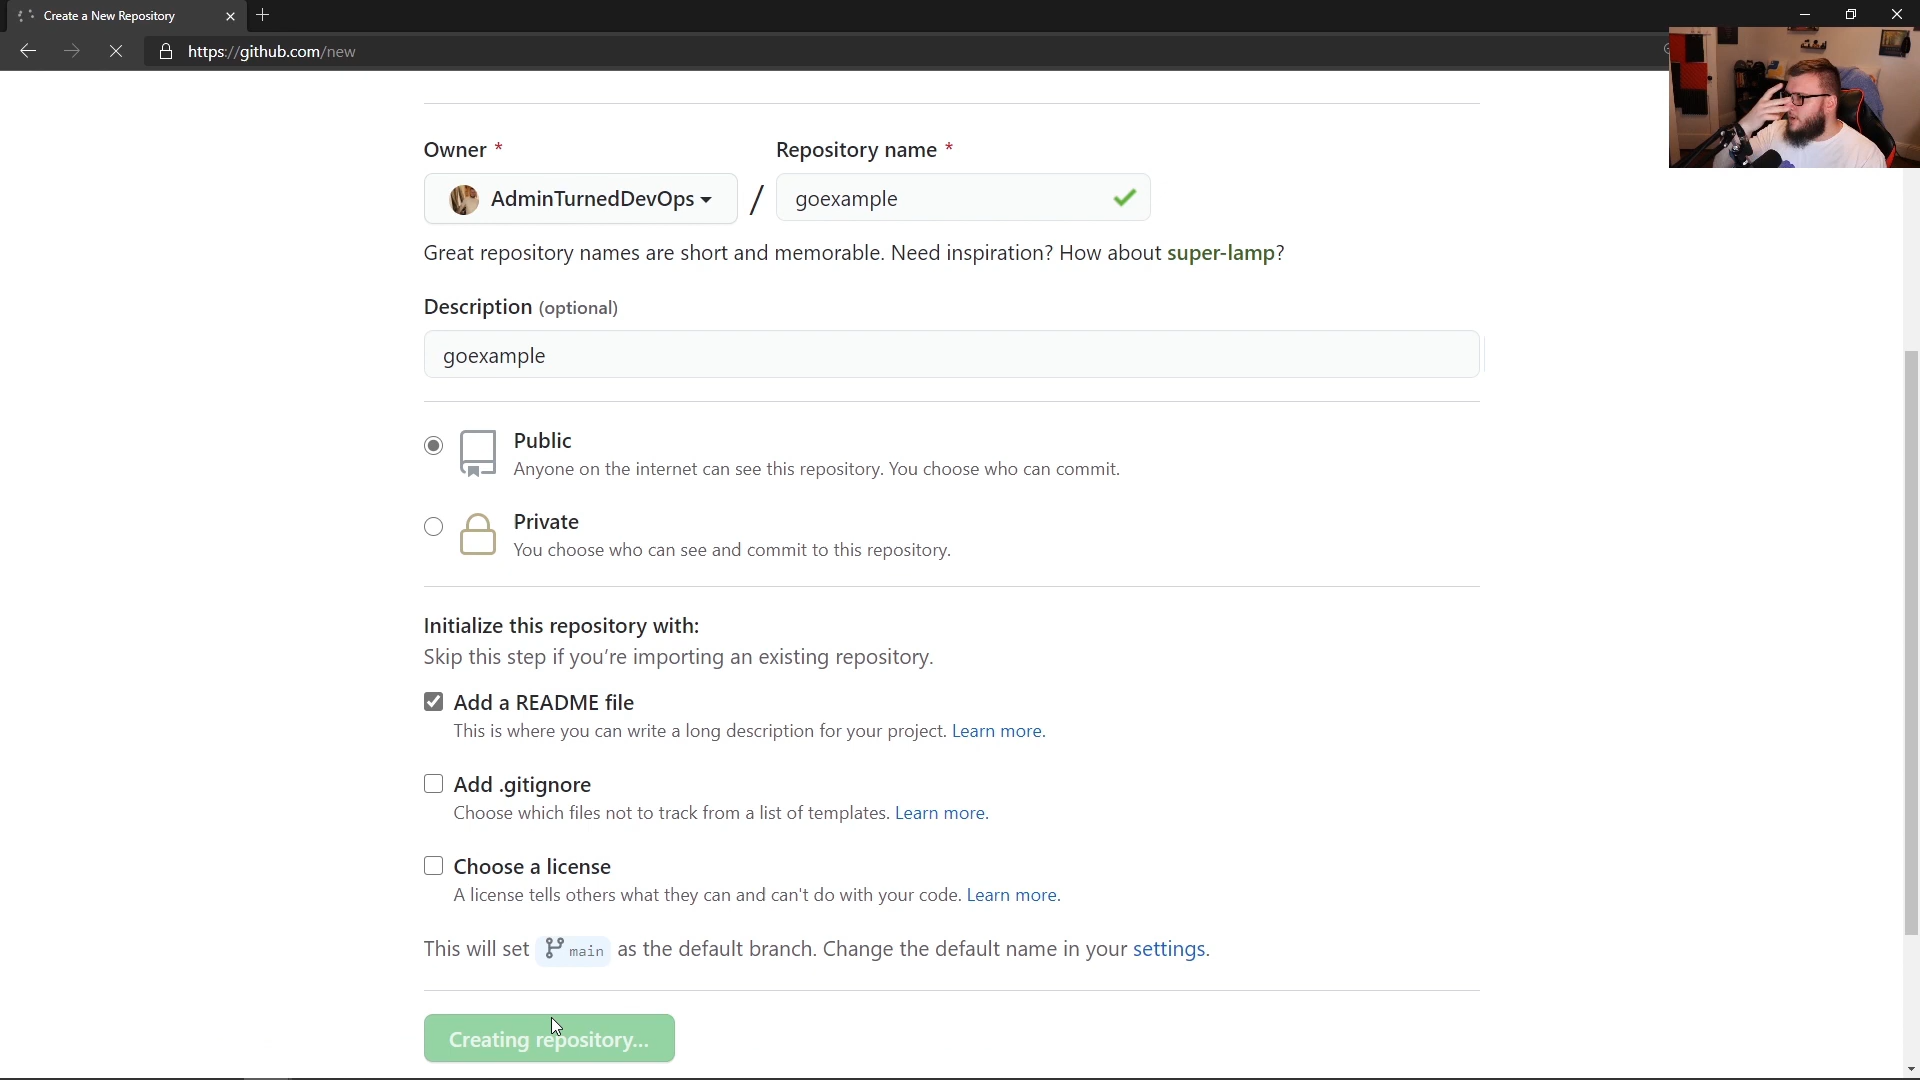 Create a New Repository
https://github.com/new
Owner *
Repository name *
AdminTurnedDevOps
/
goexample
Great repository names are short and memorable. Need inspiration? How about super-lamp?
Description (optional)
goexample
Public
Anyone on the internet can see this repository. You choose who can commit.
Private
You choose who can see and commit to this repository.
Initialize this repository with:
Skip this step if you're importing an existing repository.
Add a README file
This is where you can write a long description for your project. Learn more.
Add .gitignore
Choose which files not to track from a list of templates. Learn more.
Choose a license
A license tells others what they can and can't do with your code. Learn more.
This will set main as the default branch. Change the default name in your settings.
Creating repository...